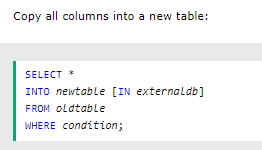 Copy all columns into a new table:
SELECT *
INTO newtable [IN externaldb]
FROM oldtable
WHERE condition;